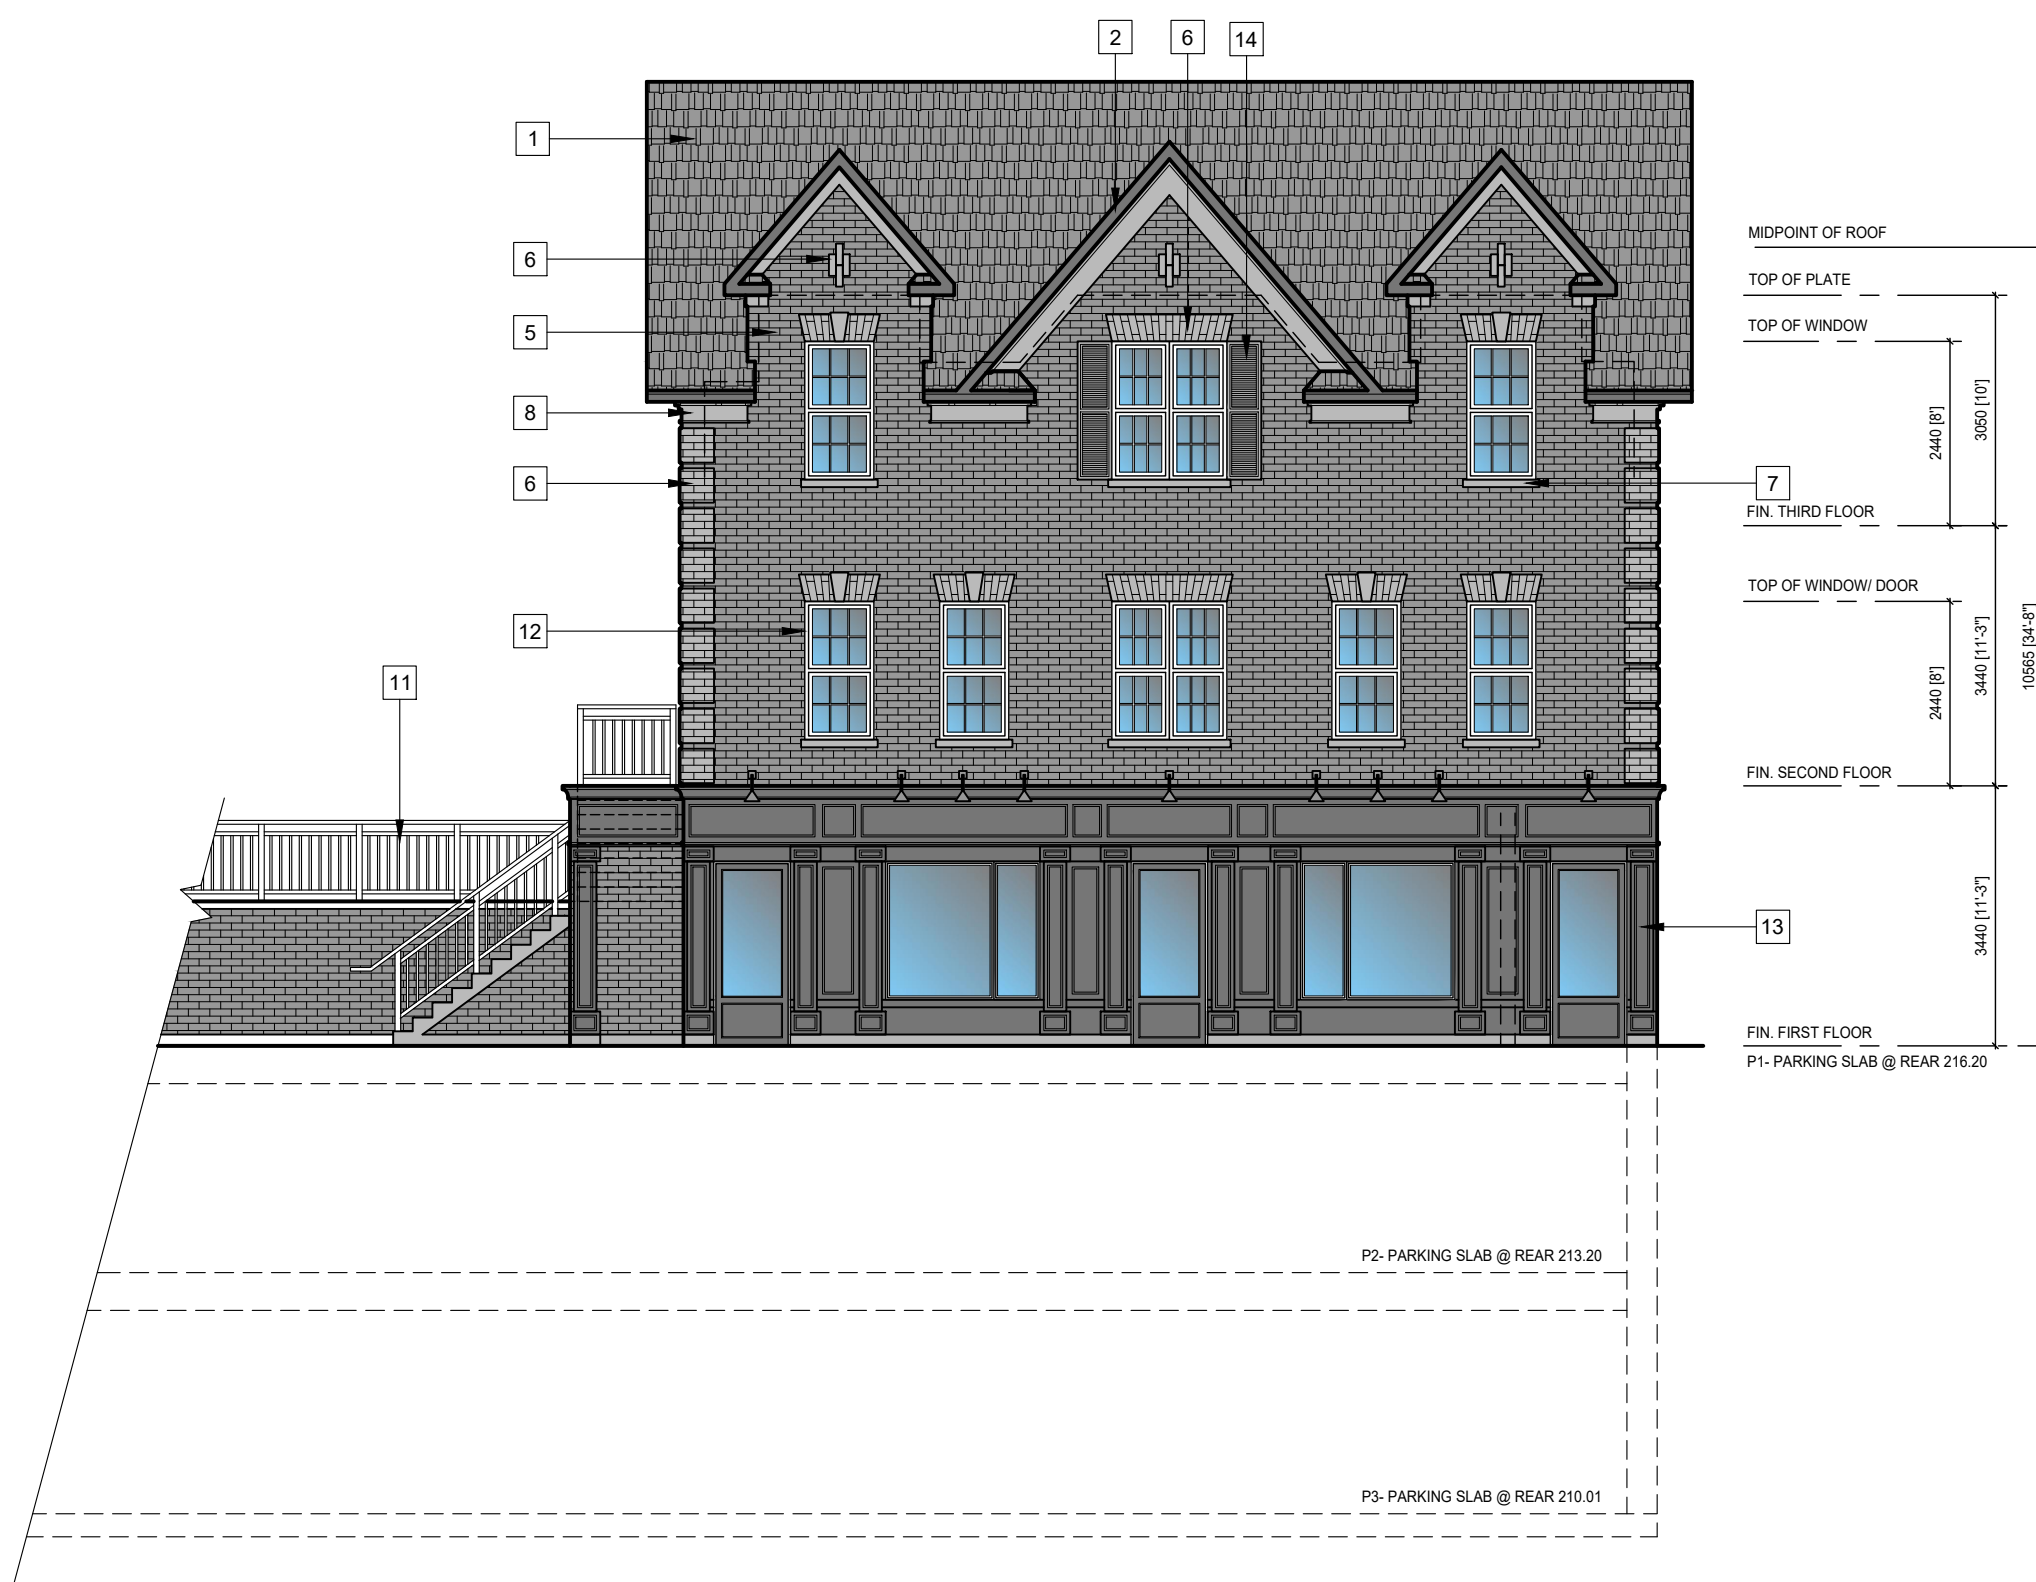 2
6
14
1
MIDPOINT OF ROOF
6
TOP OF PLATE
5
TOP OF WINDOW
8
2440 [8']
3050 [10']
6
7
FIN. THIRD FLOOR
TOP OF WINDOW/ DOOR
12
11
2440 [8']
3440 [11'-3"]
10565 [34'-8"]
FIN. SECOND FLOOR
13
3440 [11'-3"]
FIN. FIRST FLOOR
P1- PARKING SLAB @ REAR 216.20
P2- PARKING SLAB @ REAR 213.20
P3- PARKING SLAB @ REAR 210.01